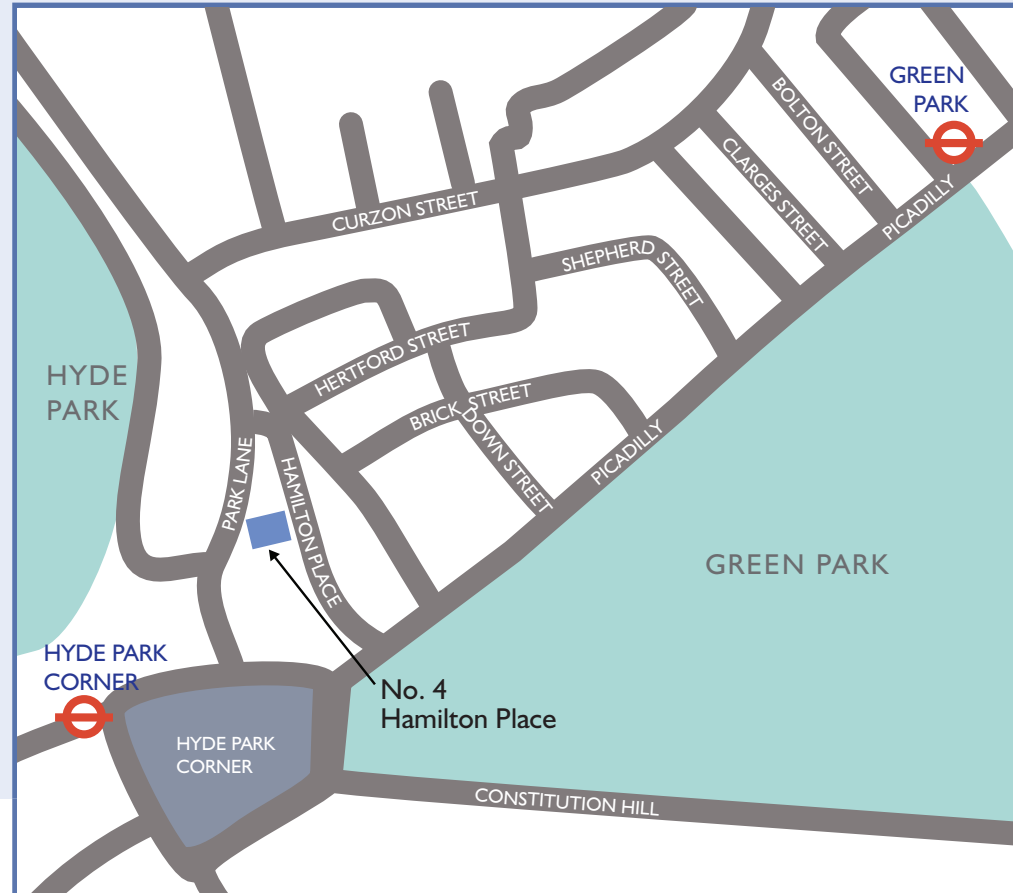 GREEN
PARK
BOLTON STREET
CLARGES STREET
PICADILLY
CURZON STREET
SHEPHERD STREET
HERTFORD STREET
HYDE
PARK
BRICK STREET
DOWN STREET
PICADILLY
PARK LANE
HAMILTON PLACE
GREEN PARK
HYDE PARK
CORNER
No. 4
Hamilton Place
HYDE PARK
CORNER
CONSTITUTION HILL